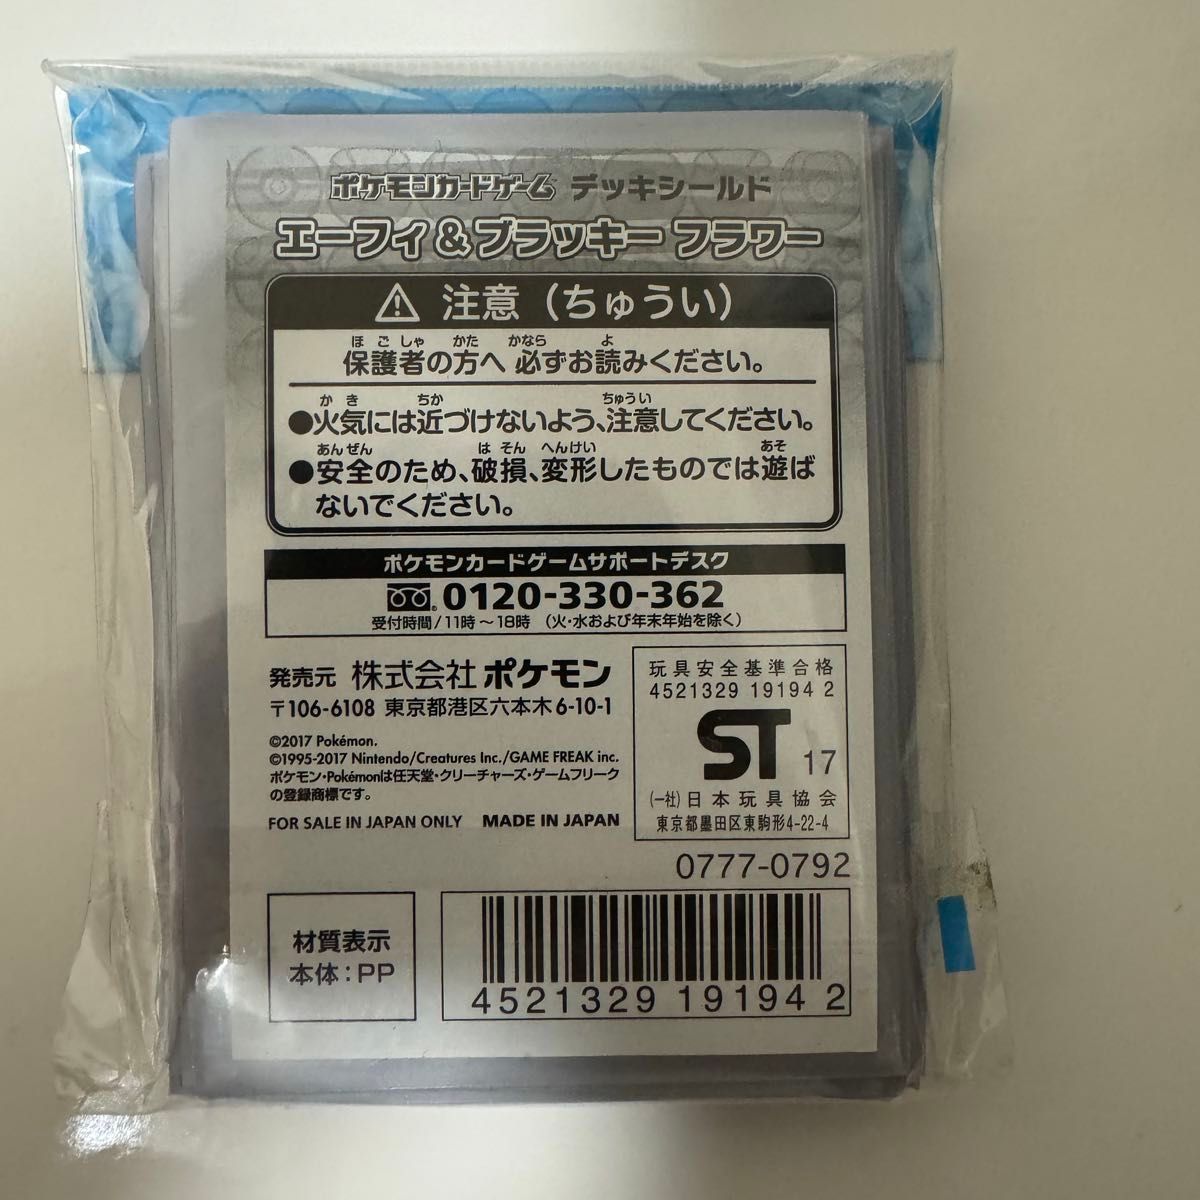 ポケモンカードゲーム デッキシールド
エーフィ&ブラッキー フラワー
注意(ちゅうい)
ほごしゃ かた かなら よ
保護者の方へ 必ずお読みください。
かき ちか ちゅうい
●火気には近づけないよう、注意してください。
あんぜん はそん へんけい あそ
●安全のため、破損、変形したものでは遊ば
ないでください。
ポケモンカードゲームサポートデスク
0120-330-362
受付時間/11時〜18時 (火・水および年末年始を除く)
発売元 株式会社 ポケモン
〒106-6108 東京都港区六本木6-10-1
©2017 Pokémon.
©1995-2017 Nintendo/Creatures Inc./GAME FREAK inc.
ポケモン・Pokémonは任天堂・クリーチャーズ・ゲームフリーク
の登録商標です。
FOR SALE IN JAPAN ONLY MADE IN JAPAN
玩具安全基準合格
4521329 19194 2
ST 17
(一社)日本玩具協会
東京都墨田区東駒形4-22-4
0777-0792
材質表示
本体:PP
4521329 191942